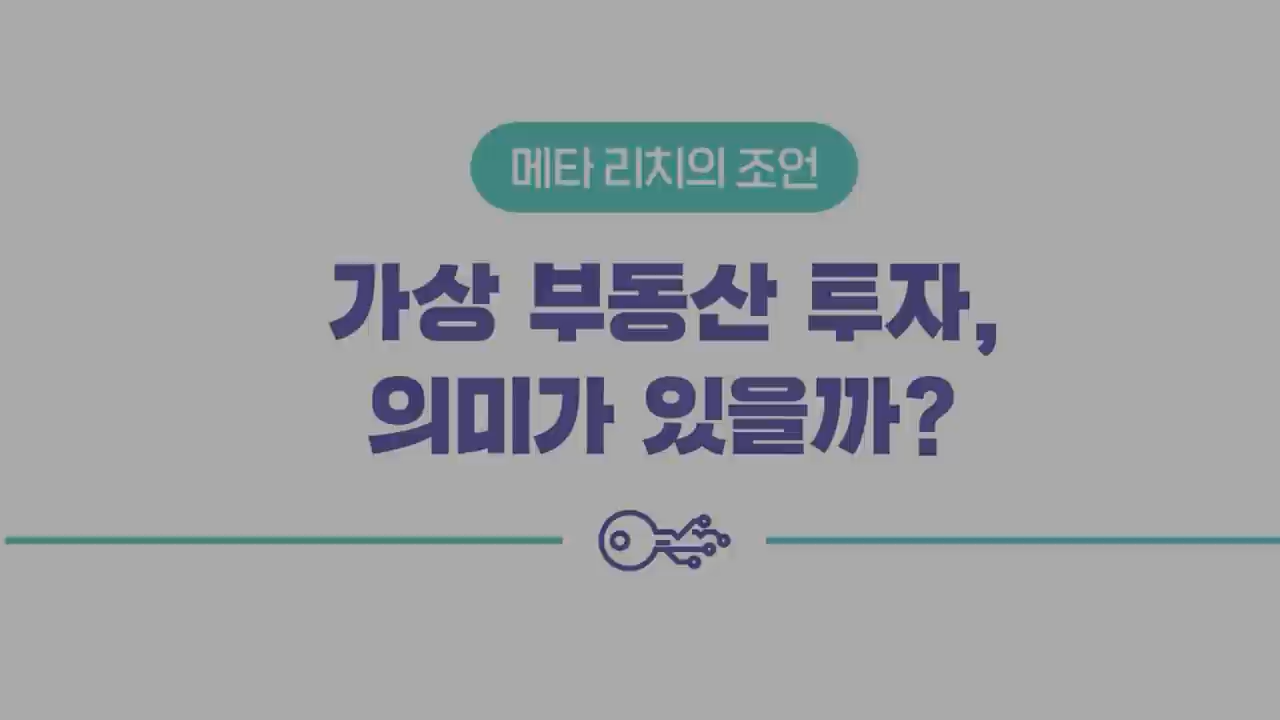 메타 리치의 조언
가상 부동산 투자,
의미가 있을까?